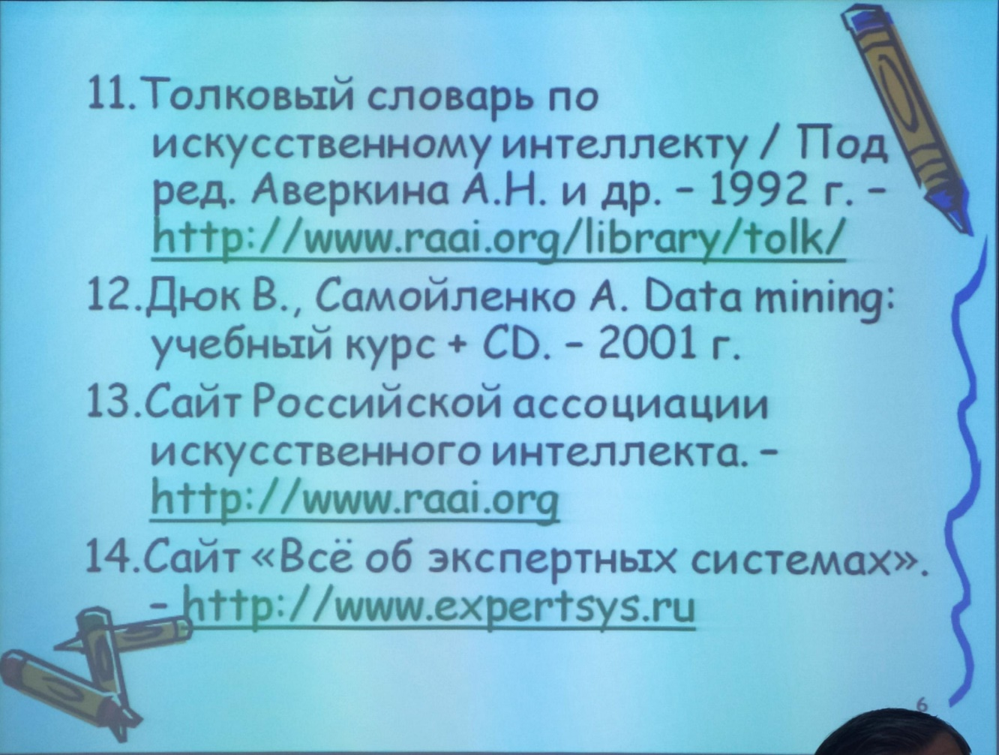 11.Толковый словарь по
искусственному интеллекту / Под
ред. Аверкина А.Н. и др. – 1992 г. –
http://www.raai.org/library/tolk/
12.Дюк В., Самойленко А. Data mining:
учебный курс + CD. – 2001 г.
13.Сайт Российской ассоциации
искусственного интеллекта. –
http://www.raai.org
14.Сайт «Всё об экспертных системах».
– http://www.expertsys.ru
6